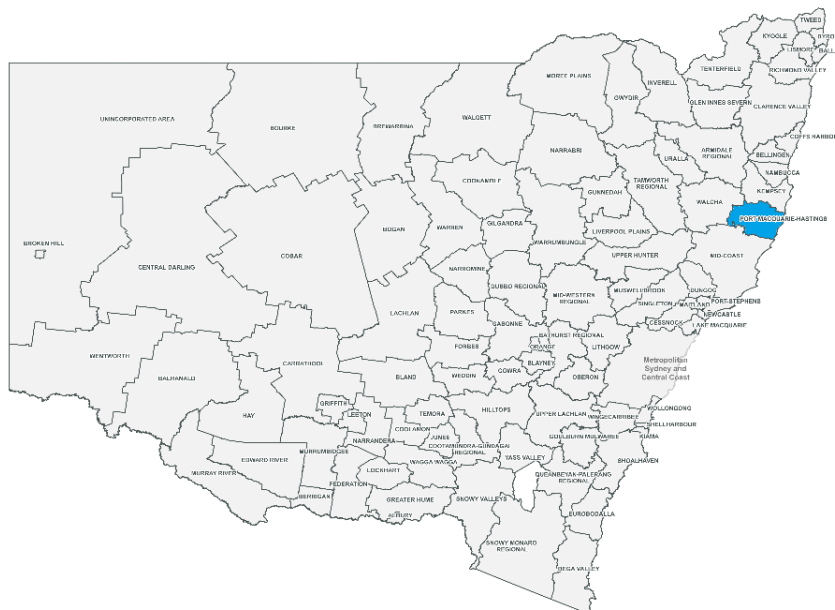 TWEED
KYOGLE
BYRO
LISMORE
BALL
RICHMOND VALLEY
TENTERFIELD
MOREE PLAINS
INVERELL
GWYDIR
GLEN INNES SEVERN
CLARENCE VALLEY
UNINCORPORATED AREA
BOURKE
BREWARRINA
WALGETT
COFFS HARBOUR
NARRABRI
ARMIDALE
REGIONAL
BELLINGEN
URALLA
NAMBUCCA
COONAMBLE
TAMWORTH
REGIONAL
GUNNEDAH
KEMPSEY
WALCHA
PORT MACQUARIE-HASTINGS
GILGANDRA
BOGAN
WARREN
LIVERPOOL PLAINS
WARRUMBUNGLE
BROKEN HILL
COBAR
UPPER HUNTER
MID-COAST
CENTRAL DARLING
NARROMINE
DUBBO REGIONAL
MUSWELLBROOK
DUNGOG
MID-WESTERN
REGIONAL
SINGLETON
MAITLAND
PORT-STEPHENS
PARKES
LACHLAN
NEWCASTLE
CABONNE
CESSNOCK
LAKE MACQUARIE
BATHURST REGIONAL
ORANGE
LITHGOW
FORBES
WENTWORTH
CARRATHOOL
BLAYNEY
Metropolitan
Sydney and
Central Coast
BALRANALD
BLAND
WEDDIN
COWRA
OBERON
GRIFFITH
HAY
LEETON
TEMORA
HILLTOPS
UPPER LACHLAN
WOLLONGONG
WINGECARRIBEE
SHELLHARBOUR
COOLAMON
JUNEE
KIAMA
NARRANDERA
COOTAMUNDRA-GUNDAGAI
REGIONAL
GOULBURN MULWAREE
MURRUMBIDGEE
YASS VALLEY
SHOALHAVEN
EDWARD RIVER
LOCKHART
WAGGA WAGGA
MURRAY RIVER
QUEANBEYAN-PALERANG
REGIONAL
FEDERATION
BERRIGAN
GREATER HUME
SNOWY VALLEYS
ALBURY
EUROBODALLA
SNOWY MONARO
REGIONAL
BEGA VALLEY